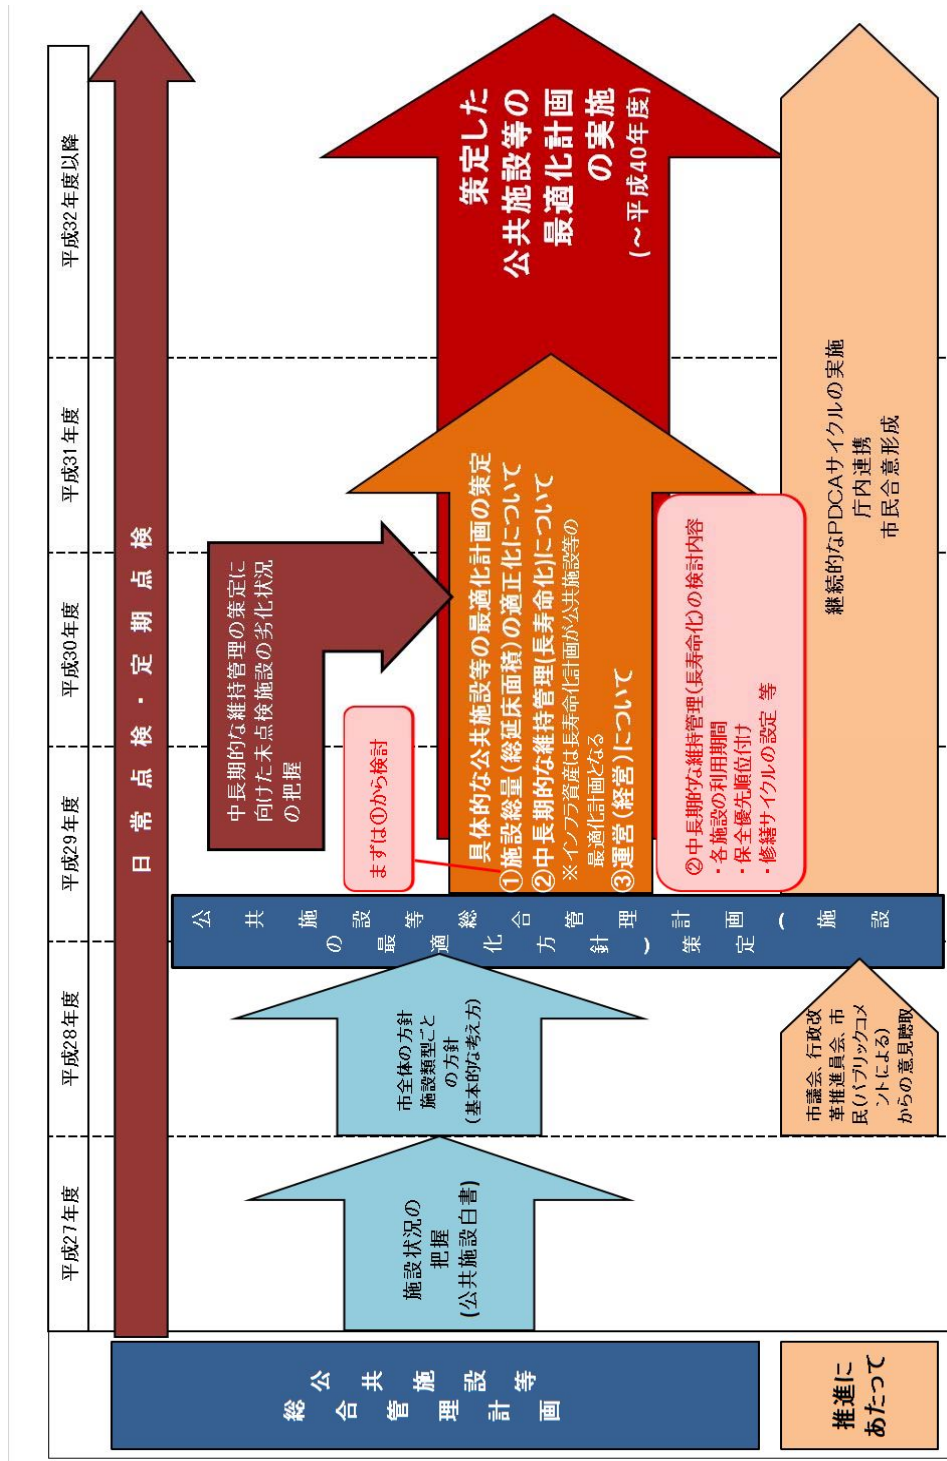 平成27年度
平成28年度
平成29年度
平成30年度
平成31年度
平成32年度以降
公共施設等
総合管理計画
日常点検・定期点検
中長期的な維持管理の策定に
向けた未点検施設の劣化状況
の把握
施設状況の
把握
(公共施設白書)
市全体の方針
施設類型ごと
の方針
(基本的な考え方)
公共施設等総合管理計画(施設
の最適化方針)策定
まずは①から検討
具体的な公共施設等の最適化計画の策定
①施設総量(総延床面積)の適正化について
②中長期的な維持管理(長寿命化)について
※インフラ資産は長寿命化計画が公共施設等の
最適化計画となる
③運営(経営)について
策定した
公共施設等の
最適化計画
の実施
(~平成40年度)
②中長期的な維持管理(長寿命化)の検討内容
・各施設の利用期間
・保全優先順位付け
・修繕サイクルの設定 等
推進に
あたって
市議会、行政改
革推進員会、市
民(パブリックコメ
ントによる)
からの意見聴取
継続的なPDCAサイクルの実施
庁内連携
市民合意形成